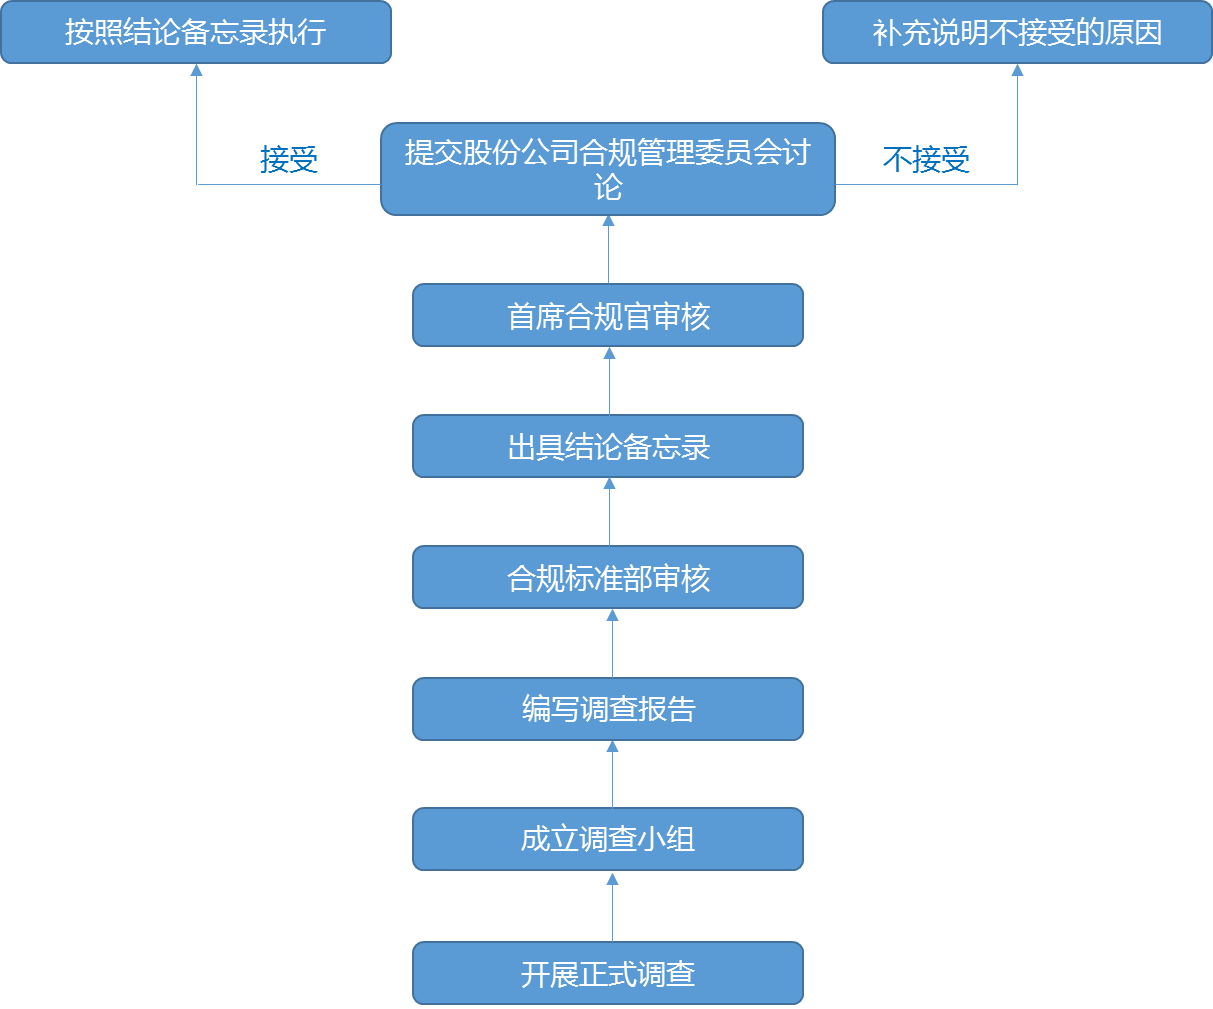 按照结论备忘录执行
补充说明不接受的原因
接受
提交股份公司合规管理委员会讨
论
不接受
首席合规官审核
出具结论备忘录
合规标准部审核
编写调查报告
成立调查小组
开展正式调查